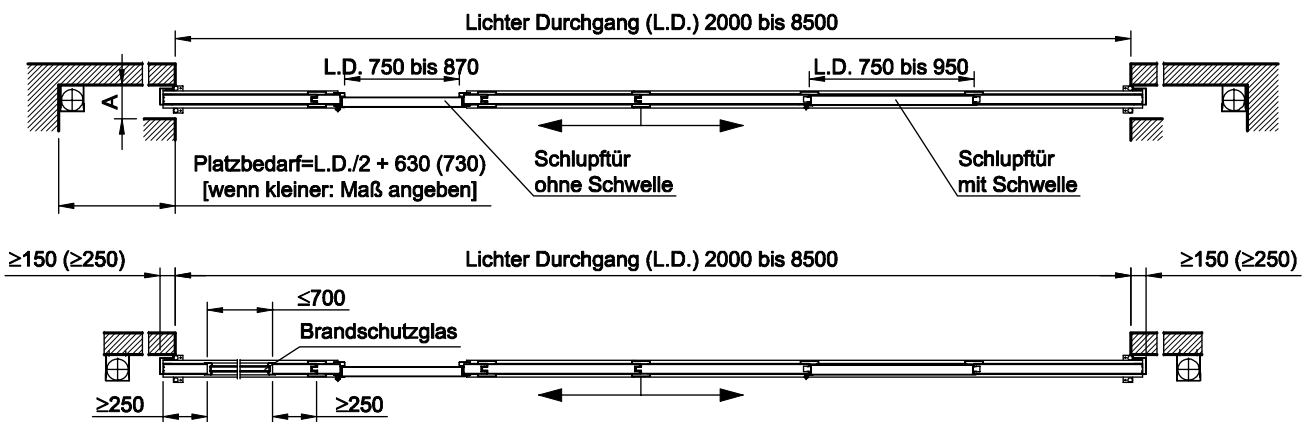 Lichter Durchgang (L.D.) 2000 bis 8500
L.D. 750 bis 870
L.D. 750 bis 950
A
Platzbedarf=L.D./2 + 630 (730)
[wenn kleiner: Maß angeben]
Schlupftür
ohne Schwelle
Schlupftür
mit Schwelle
≥150 (≥250)
Lichter Durchgang (L.D.) 2000 bis 8500
≥150 (≥250)
≤700
Brandschutzglas
≥250
≥250